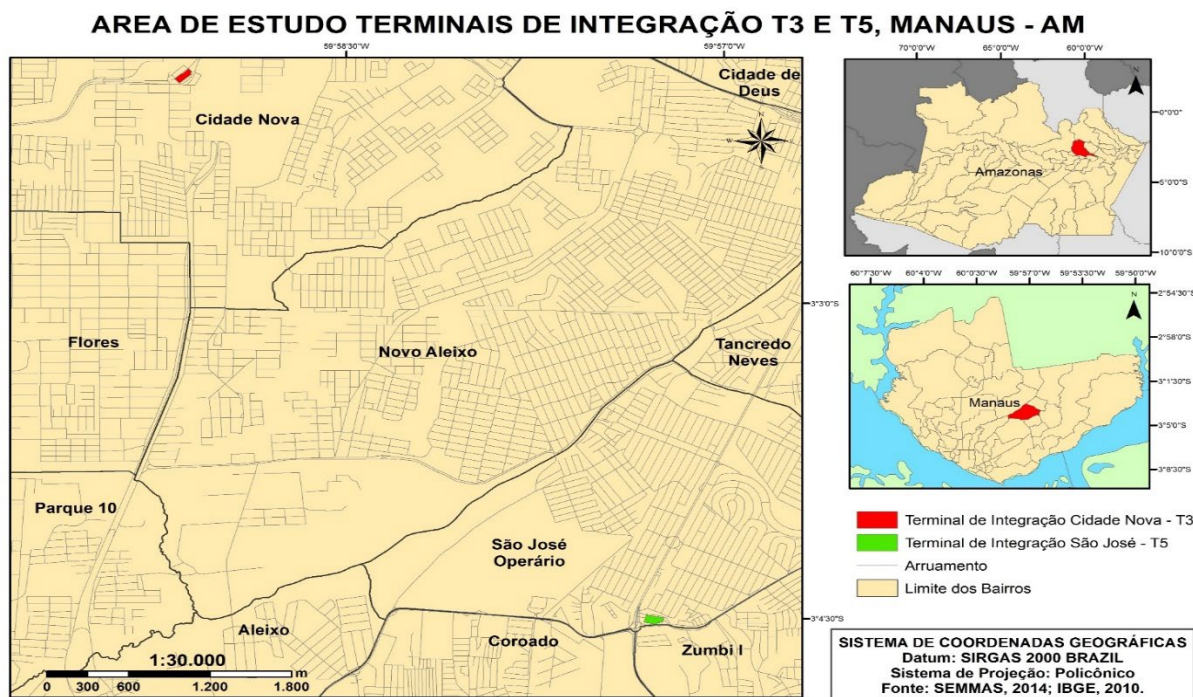 AREA DE ESTUDO TERMINAIS DE INTEGRAÇÃO T3 E T5, MANAUS - AM
59°58'30"W
59°57'0"W
Cidade de
Deus
Cidade Nova
N
W
3°3'0"S
Flores
Novo Aleixo
Tancredo
Neves
Parque 10
São José
Operário
3°4'30"S
Aleixo
Coroado
Zumbi I
1:30.000
0 300 600 1.200 1.800
m
70°0'0"W 65°0'0"W 60°0'0"W
N
0°0'0"
Amazonas
5°0'0"S
10°0'0"S
60°7'30"W 60°4'0"W 60°0'30"W 59°57'0"W 59°53'30"W 59°50'0"W
N
2°54'30"S
2°58'0"S
3°1'30"S
Manaus
3°5'0"S
3°8'30"S
Terminal de Integração Cidade Nova - T3
Terminal de Integração São José - T5
Arruamento
Limite dos Bairros
SISTEMA DE COORDENADAS GEOGRÁFICAS
Datum: SIRGAS 2000 BRAZIL
Sistema de Projeção: Policônico
Fonte: SEMMAS, 2014; IBGE, 2010.